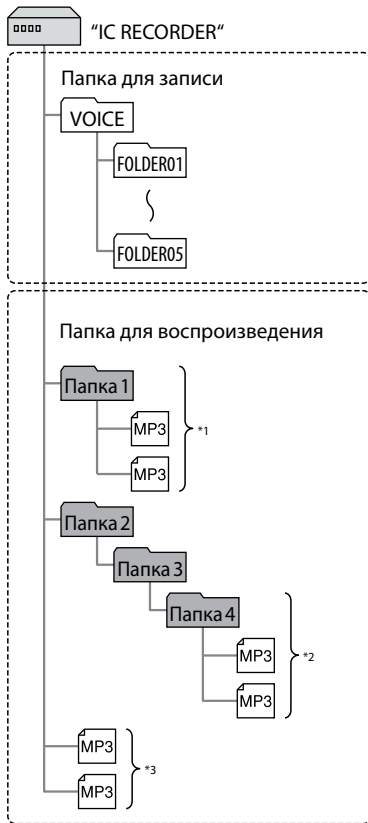 “IC RECORDER“
Папка для записи
VOICE
FOLDER01
FOLDER05
Папка для воспроизведения
Папка 1
MP3
*1
MP3
Папка 2
Папка 3
Папка 4
MP3
*2
MP3
MP3
*3
MP3